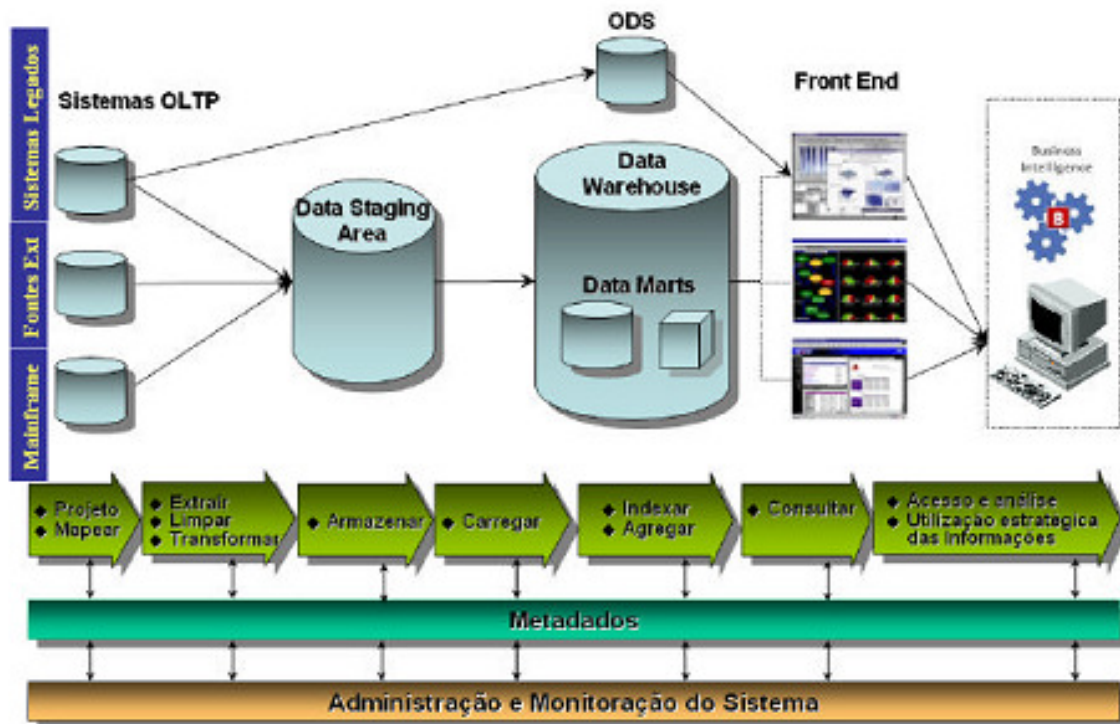 ODS
Sistemas Legados
Sistemas OLTP
Front End
Business
Intelligence
B
Data
Warehouse
Data Staging
Area
Fontes Ext
Data Marts
Mainframe
Projeto
Mapear
Extrair
Limpar
Transformar
Armazenar
Carregar
Indexar
Agregar
Consultar
Acesso e análise
Utilização estratégica
das Informações
Metadados
Administração e Monitoração do Sistema